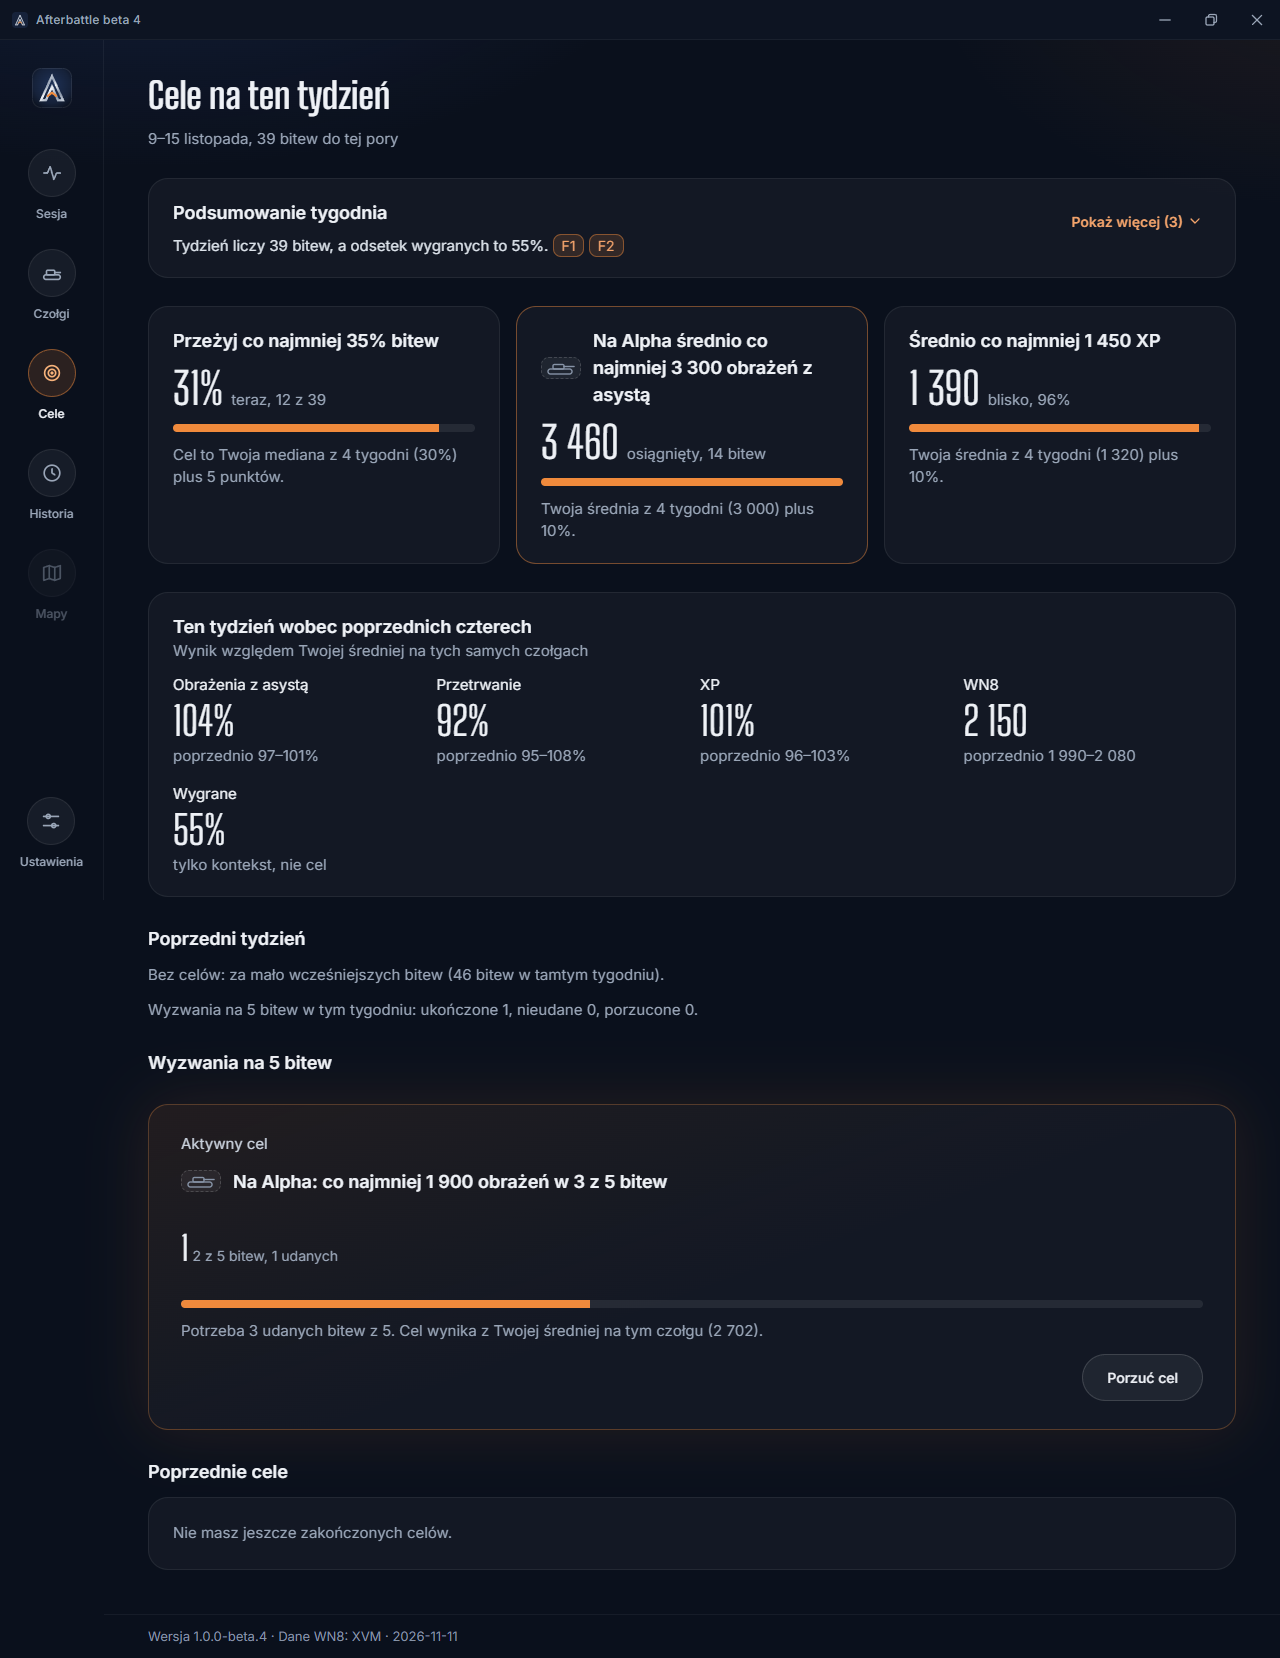 Afterbattle beta 4
Cele na ten tydzień
9–15 listopada, 39 bitew do tej pory
Sesja
Czołgi
Cele
Historia
Mapy
Ustawienia
Podsumowanie tygodnia
Tydzień liczy 39 bitew, a odsetek wygranych to 55%. F1 F2
Pokaż więcej (3)
Przeżyj co najmniej 35% bitew
31% teraz, 12 z 39
Cel to Twoja mediana z 4 tygodni (30%)
plus 5 punktów.
Na Alpha średnio co
najmniej 3 300 obrażeń z
asystą
3 460 osiągnięty, 14 bitew
Twoja średnia z 4 tygodni (3 000) plus
10%.
Średnio co najmniej 1 450 XP
1 390 blisko, 96%
Twoja średnia z 4 tygodni (1 320) plus
10%.
Ten tydzień wobec poprzednich czterech
Wynik względem Twojej średniej na tych samych czołgach
Obrażenia z asystą
104%
poprzednio 97–101%
Przetrwanie
92%
poprzednio 95–108%
XP
101%
poprzednio 96–103%
WN8
2 150
poprzednio 1 990–2 080
Wygrane
55%
tylko kontekst, nie cel
Poprzedni tydzień
Bez celów: za mało wcześniejszych bitew (46 bitew w tamtym tygodniu).
Wyzwania na 5 bitew w tym tygodniu: ukończone 1, nieudane 0, porzucone 0.
Wyzwania na 5 bitew
Aktywny cel
Na Alpha: co najmniej 1 900 obrażeń w 3 z 5 bitew
1 2 z 5 bitew, 1 udanych
Potrzeba 3 udanych bitew z 5. Cel wynika z Twojej średniej na tym czołgu (2 702).
Porzuć cel
Poprzednie cele
Nie masz jeszcze zakończonych celów.
Wersja 1.0.0-beta.4 · Dane WN8: XVM · 2026-11-11